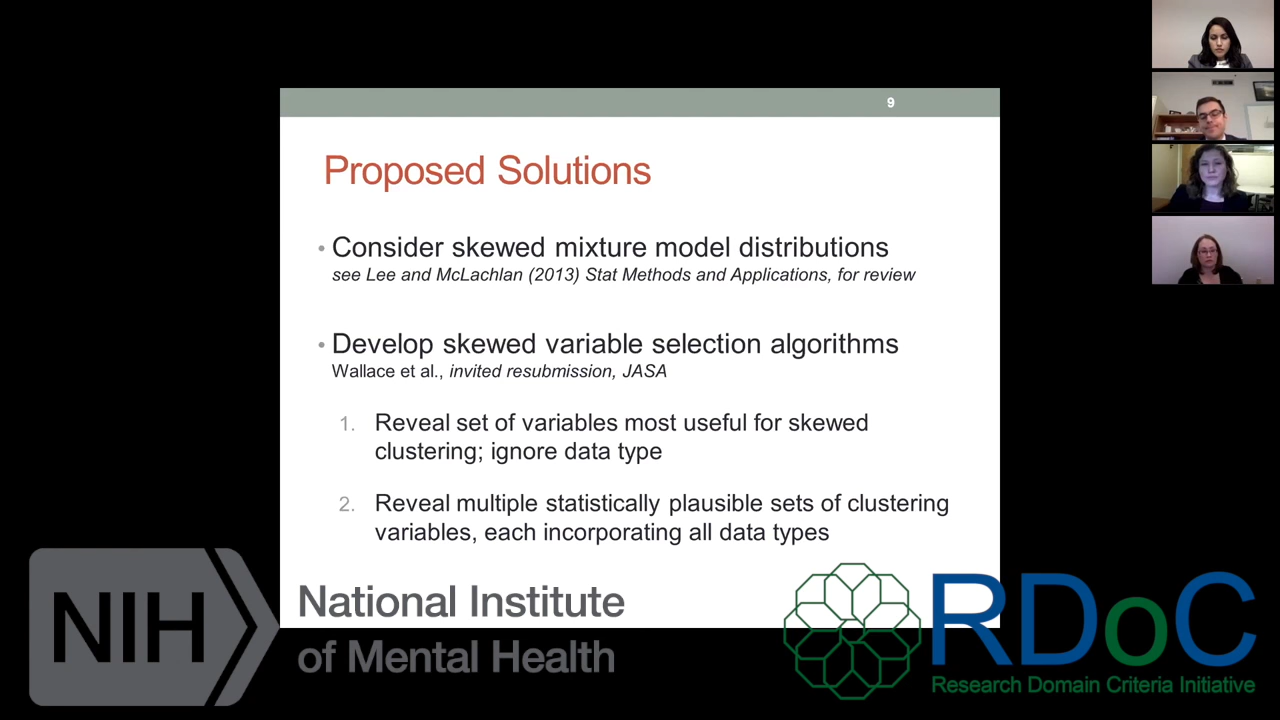 9
Proposed Solutions
• Consider skewed mixture model distributions
see Lee and McLachlan (2013) Stat Methods and Applications, for review
• Develop skewed variable selection algorithms
Wallace et al., invited resubmission, JASA
1. Reveal set of variables most useful for skewed
clustering; ignore data type
2. Reveal multiple statistically plausible sets of clustering
variables, each incorporating all data types
NIH
National Institute
of Mental Health
RDoC
Research Domain Criteria Initiative